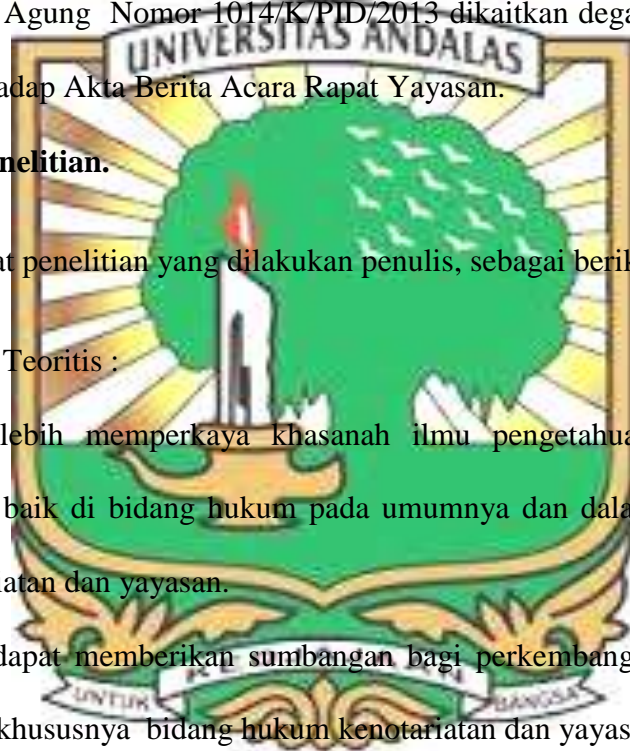 Agung Nomor 1014/K/PID/2013 dikaitkan dega
UNIVERSITAS ANDALAS
adap Akta Berita Acara Rapat Yayasan.
nelitian.
at penelitian yang dilakukan penulis, sebagai berik
Teoritis :
lebih memperkaya khasanah ilmu pengetahua
baik di bidang hukum pada umumnya dan dala
iatan dan yayasan.
dapat memberikan sumbangan bagi perkembang
UNTUK BANGSA
khususnya bidang hukum kenotariatan dan yayas